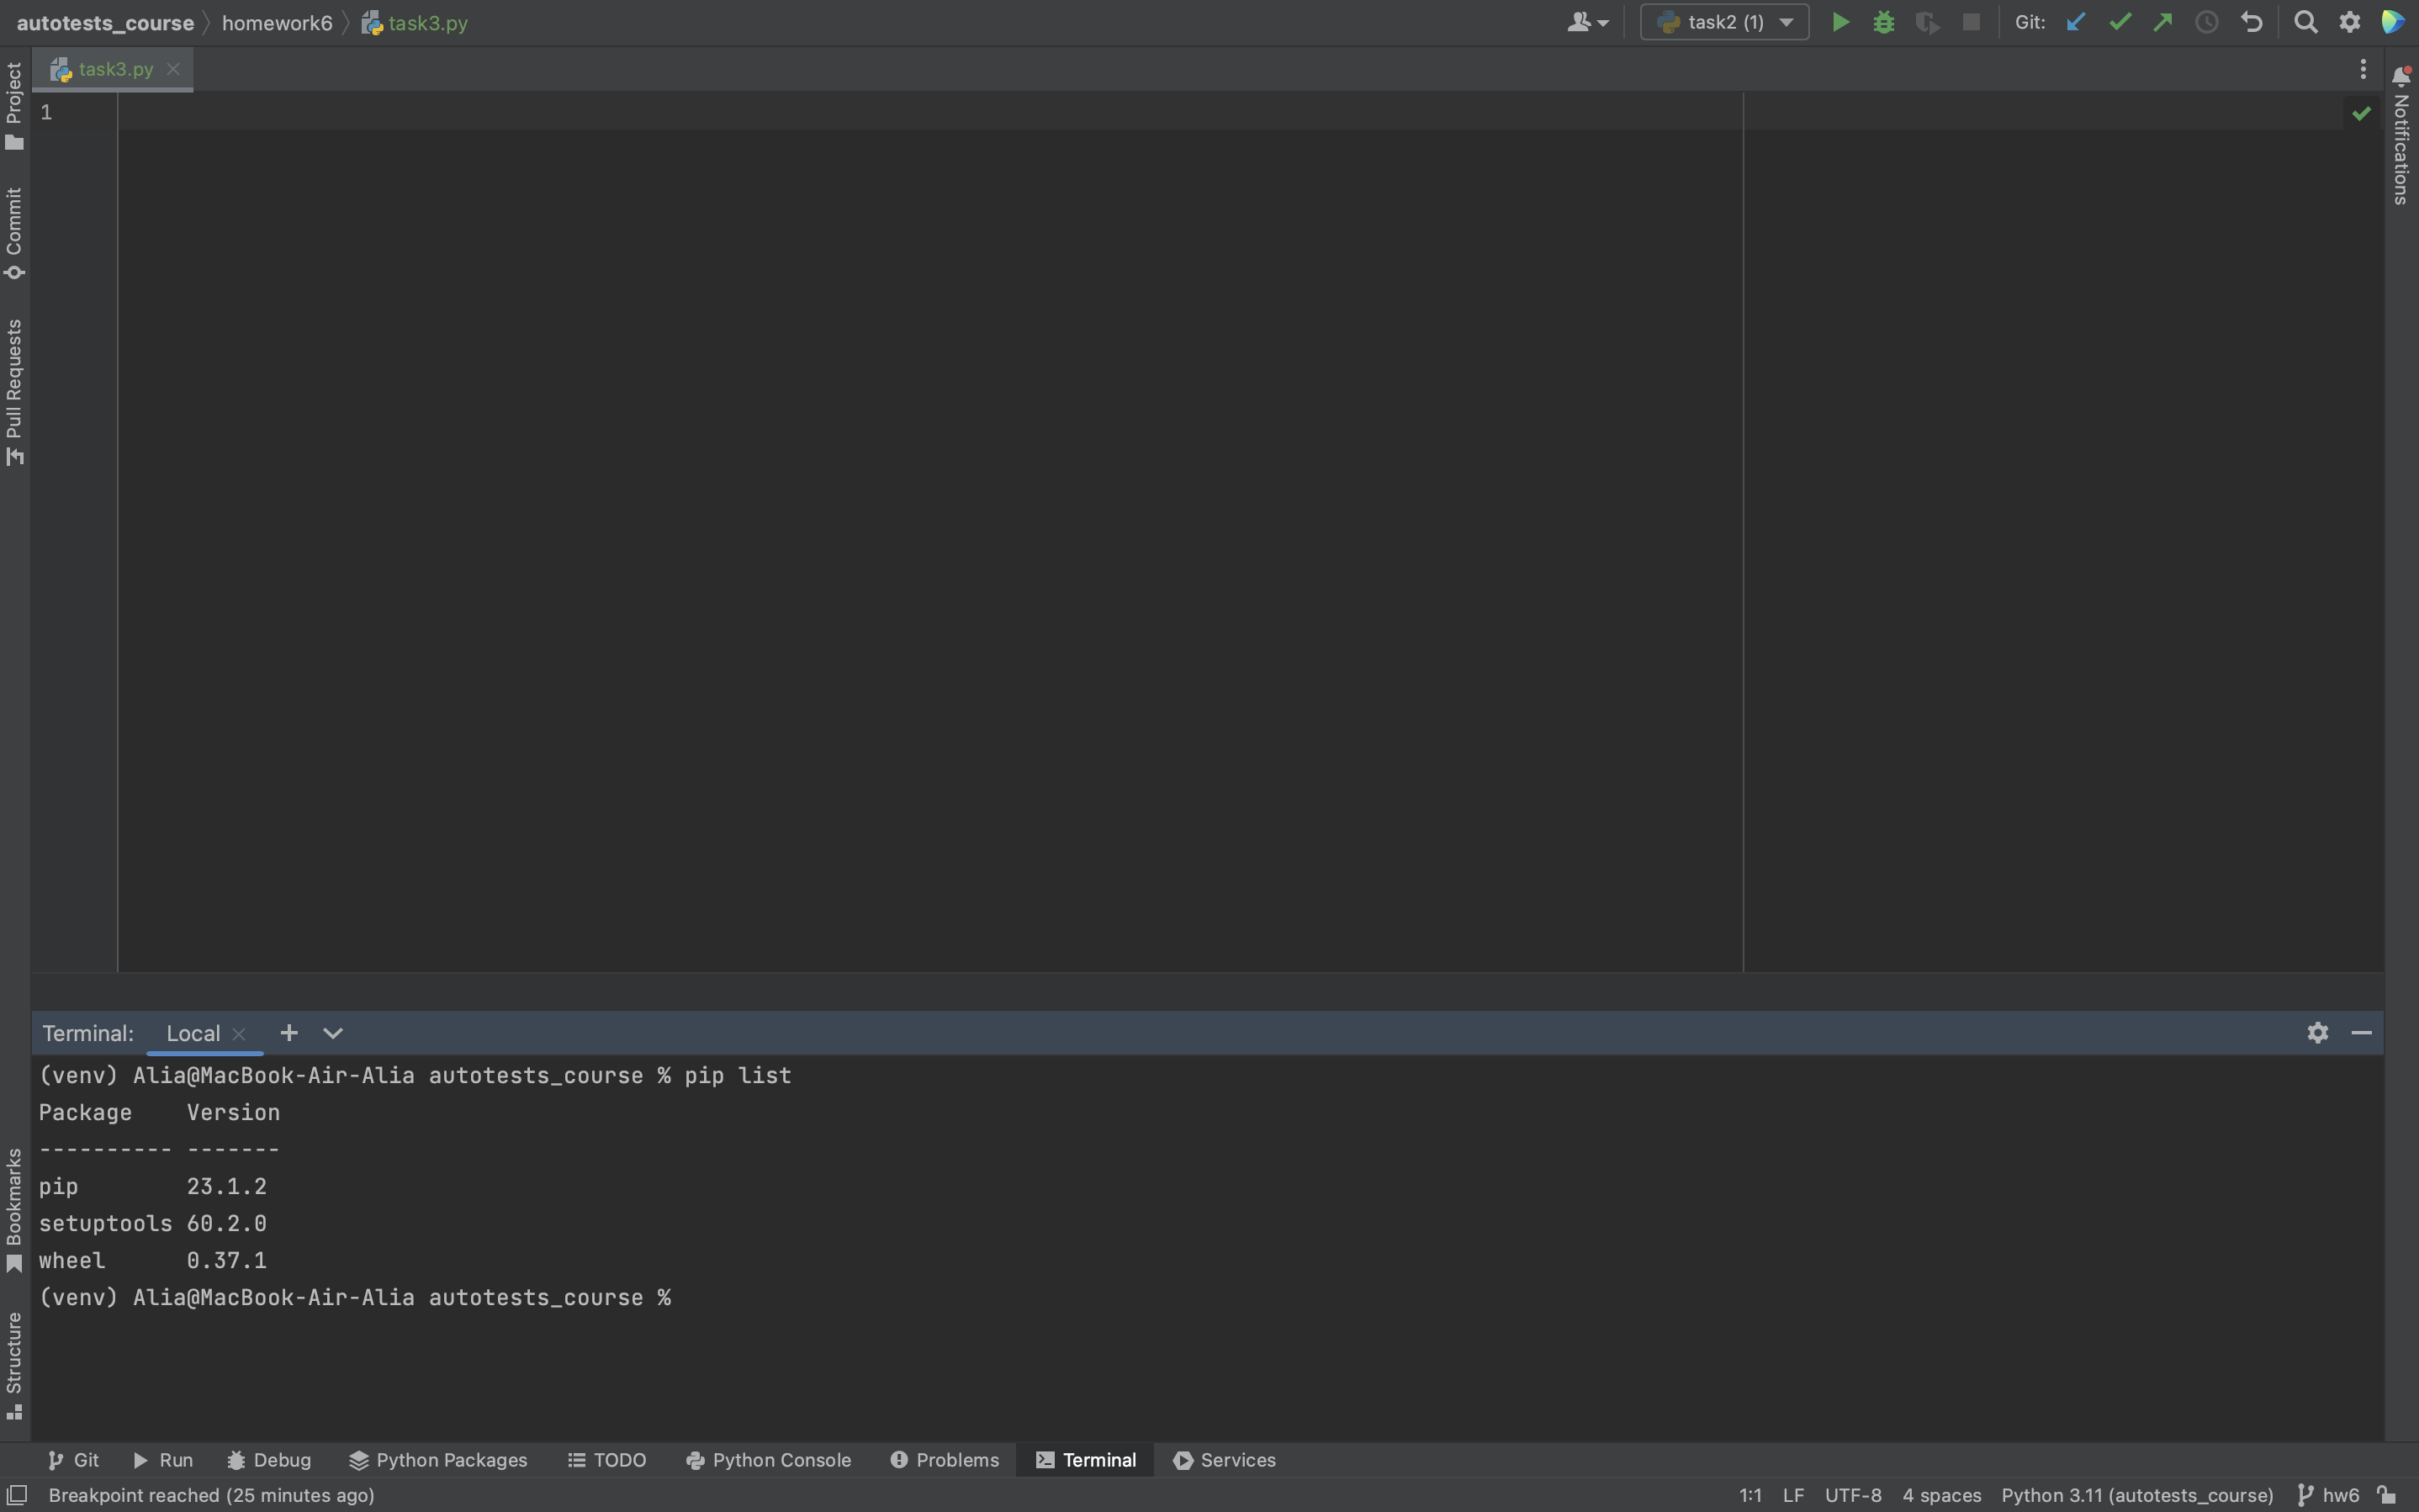 autotests_course homework6 task3.py task2 (1) Git:
task3.py
1
Project
Commit
Pull Requests
Bookmarks
Structure
Notifications
Terminal: Local
(venv) Alia@MacBook-Air-Alia autotests_course % pip list
Package    Version
---------- -------
pip        23.1.2
setuptools 60.2.0
wheel      0.37.1
(venv) Alia@MacBook-Air-Alia autotests_course %
Git Run Debug Python Packages TODO Python Console Problems Terminal Services
Breakpoint reached (25 minutes ago) 1:1 LF UTF-8 4 spaces Python 3.11 (autotests_course) hw6